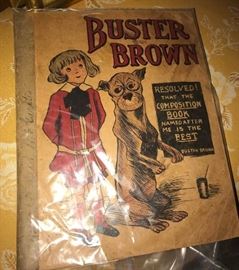 BUSTER
BROWN
RESOLVED!
THAT THE
COMPOSITION
BOOK
NAMED AFTER
ME IS THE
BEST
BUSTER BROWN